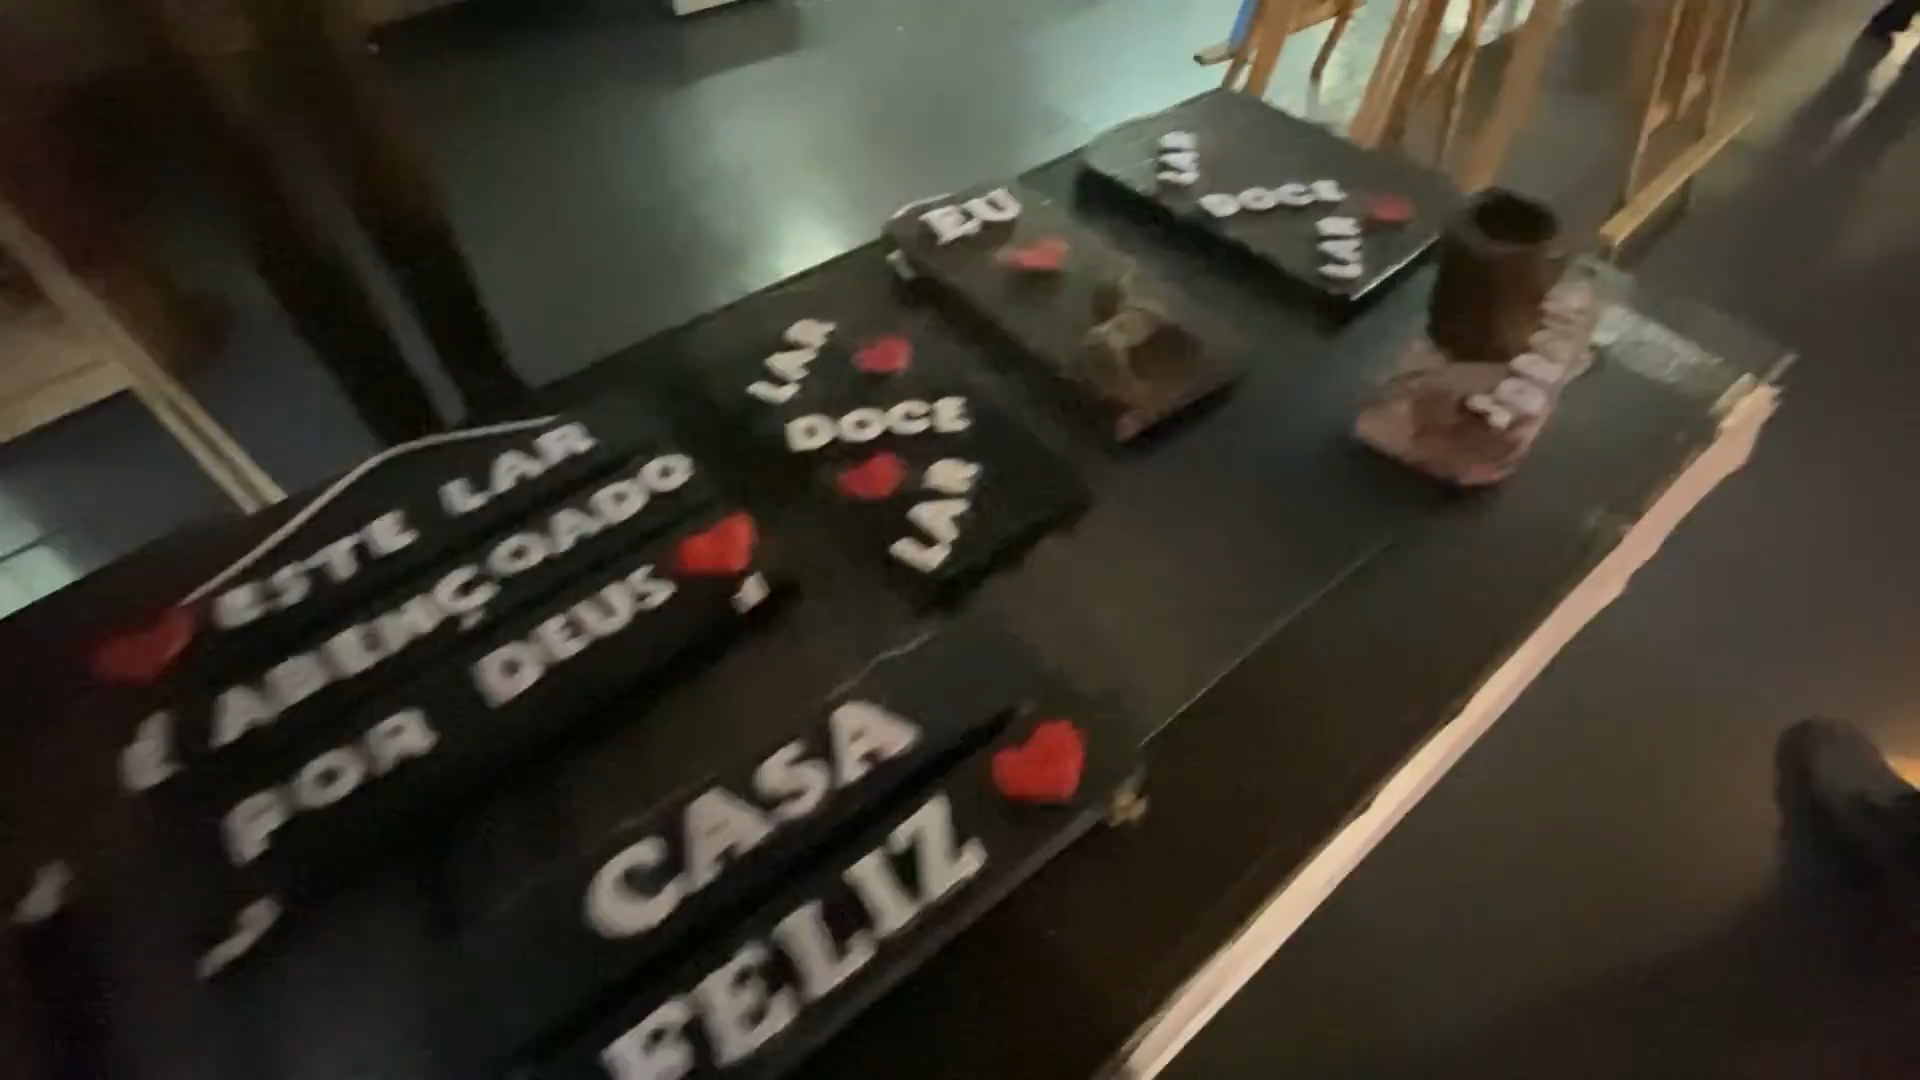 ESTE LAR
É ABENÇOADO
POR DEUS
CASA
FELIZ
LAR
DOCE
LAR
EU
LAR
DOCE
LAR